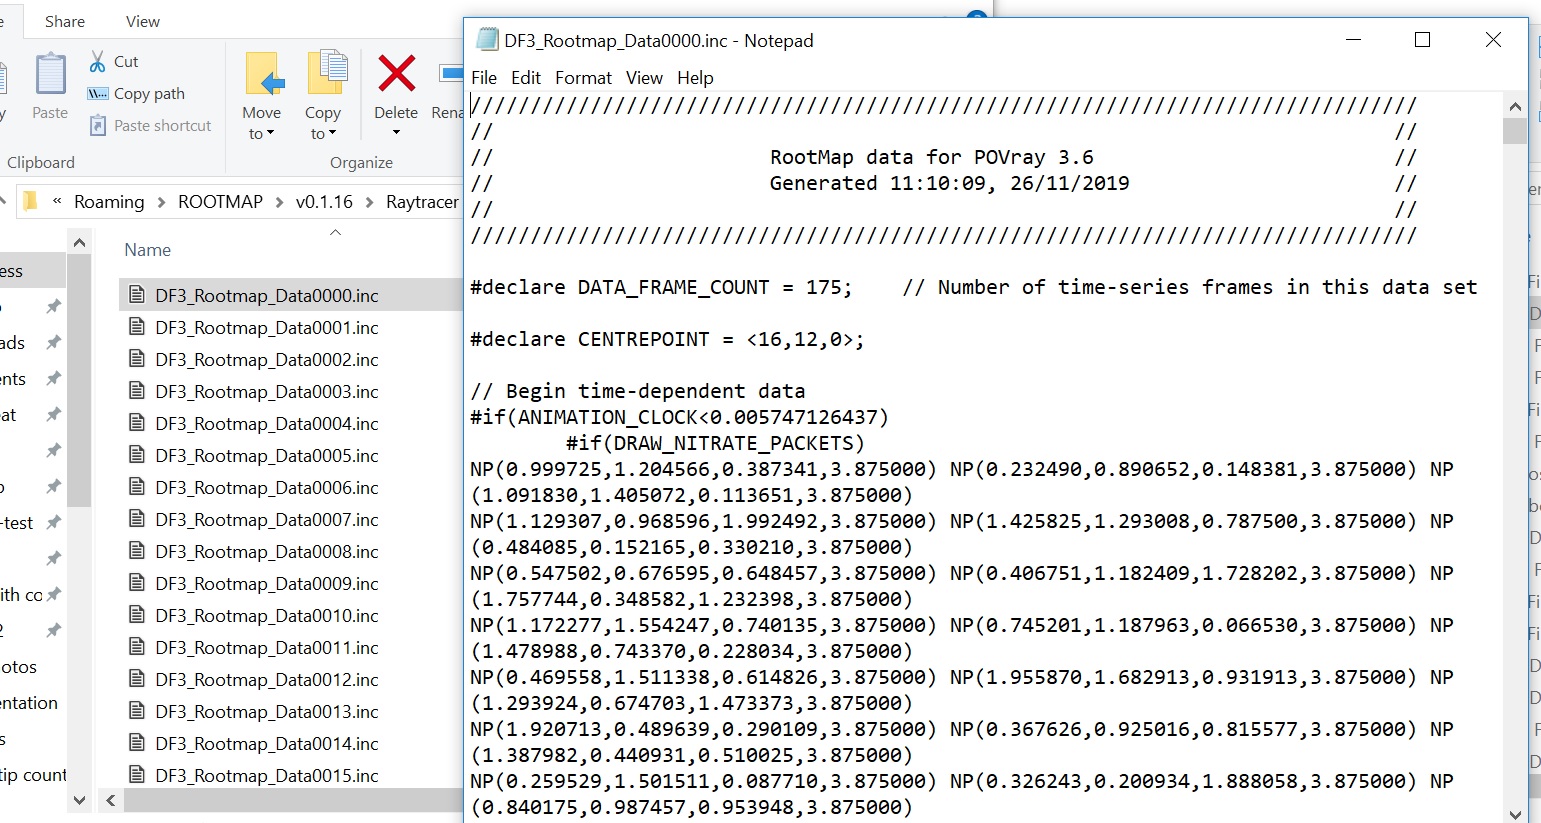 Share View
Cut
Copy path
Paste shortcut
Paste
Clipboard
Move to
Copy to
Delete
Rena
Organize
« Roaming > ROOTMAP > v0.1.16 > Raytracer
Name
ess
ads
ents
at
-test
ith co
2
otos
entation
s
tip count
DF3_Rootmap_Data0000.inc
DF3_Rootmap_Data0001.inc
DF3_Rootmap_Data0002.inc
DF3_Rootmap_Data0003.inc
DF3_Rootmap_Data0004.inc
DF3_Rootmap_Data0005.inc
DF3_Rootmap_Data0006.inc
DF3_Rootmap_Data0007.inc
DF3_Rootmap_Data0008.inc
DF3_Rootmap_Data0009.inc
DF3_Rootmap_Data0010.inc
DF3_Rootmap_Data0011.inc
DF3_Rootmap_Data0012.inc
DF3_Rootmap_Data0013.inc
DF3_Rootmap_Data0014.inc
DF3_Rootmap_Data0015.inc
DF3_Rootmap_Data0000.inc - Notepad
File Edit Format View Help
///////////////////////////////////////////////////////////////////////////////
// //
// RootMap data for POVray 3.6 //
// Generated 11:10:09, 26/11/2019 //
// //
///////////////////////////////////////////////////////////////////////////////
#declare DATA_FRAME_COUNT = 175; // Number of time-series frames in this data set
#declare CENTREPOINT = <16,12,0>;
// Begin time-dependent data
#if(ANIMATION_CLOCK<0.005747126437)
#if(DRAW_NITRATE_PACKETS)
NP(0.999725,1.204566,0.387341,3.875000) NP(0.232490,0.890652,0.148381,3.875000) NP
(1.091830,1.405072,0.113651,3.875000)
NP(1.129307,0.968596,1.992492,3.875000) NP(1.425825,1.293008,0.787500,3.875000) NP
(0.484085,0.152165,0.330210,3.875000)
NP(0.547502,0.676595,0.648457,3.875000) NP(0.406751,1.182409,1.728202,3.875000) NP
(1.757744,0.348582,1.232398,3.875000)
NP(1.172277,1.554247,0.740135,3.875000) NP(0.745201,1.187963,0.066530,3.875000) NP
(1.478988,0.743370,0.228034,3.875000)
NP(0.469558,1.511338,0.614826,3.875000) NP(1.955870,1.682913,0.931913,3.875000) NP
(1.293924,0.674703,1.473373,3.875000)
NP(1.920713,0.489639,0.290109,3.875000) NP(0.367626,0.925016,0.815577,3.875000) NP
(1.387982,0.440931,0.510025,3.875000)
NP(0.259529,1.501511,0.087710,3.875000) NP(0.326243,0.200934,1.888058,3.875000) NP
(0.840175,0.987457,0.953948,3.875000)